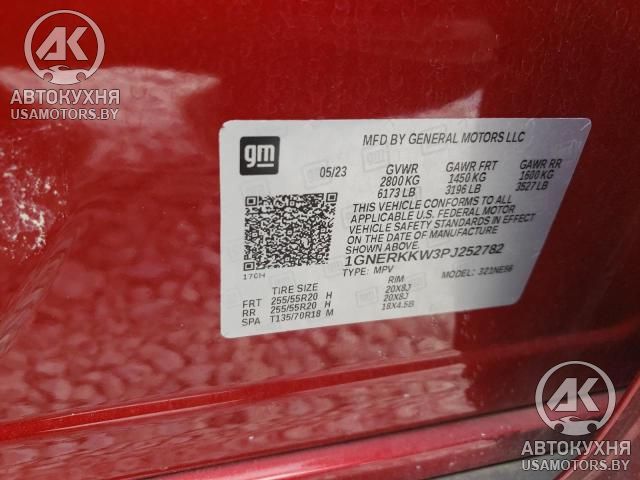 AK
АВТОКУХНЯ
USAMOTORS.BY
gm
MFD BY GENERAL MOTORS LLC
05/23
GVWR
2800 KG
6173 LB
GAWR FRT
1450 KG
3196 LB
GAWR RR
1600 KG
3527 LB
THIS VEHICLE CONFORMS TO ALL
APPLICABLE U.S. FEDERAL MOTOR
VEHICLE SAFETY STANDARDS IN EFFECT
ON THE DATE OF MANUFACTURE
SHOWN ABOVE.
1GNERKKW3PJ252782
TYPE: MPV
MODEL: 321NE56
176H
TIRE SIZE
RIM
FRT 255/55R20 H 20X8J
RR 255/55R20 H 20X8J
SPA T135/70R18 M 18X4.5B
AK
АВТОКУХНЯ
USAMOTORS.BY